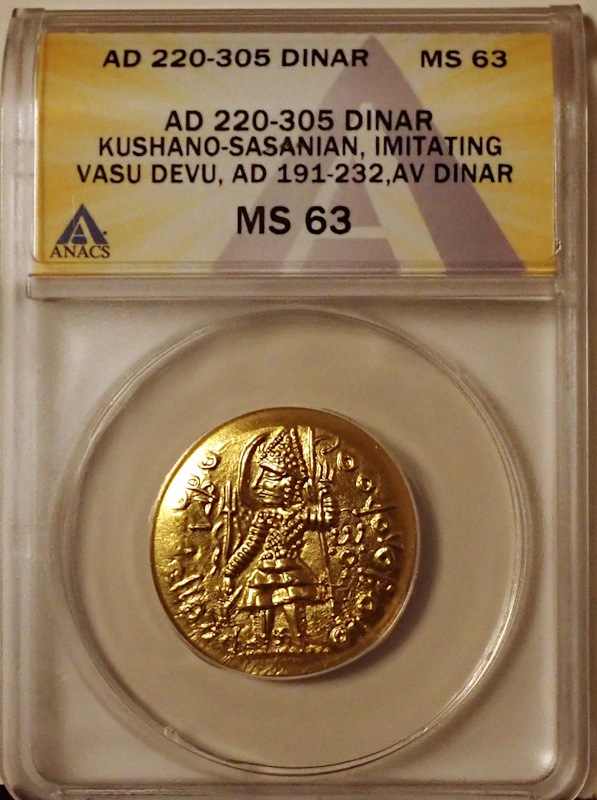 AD 220-305 DINAR MS 63
AD 220-305 DINAR
KUSHANO-SASANIAN, IMITATING
VASU DEVU, AD 191-232,AV DINAR
MS 63
ANACS